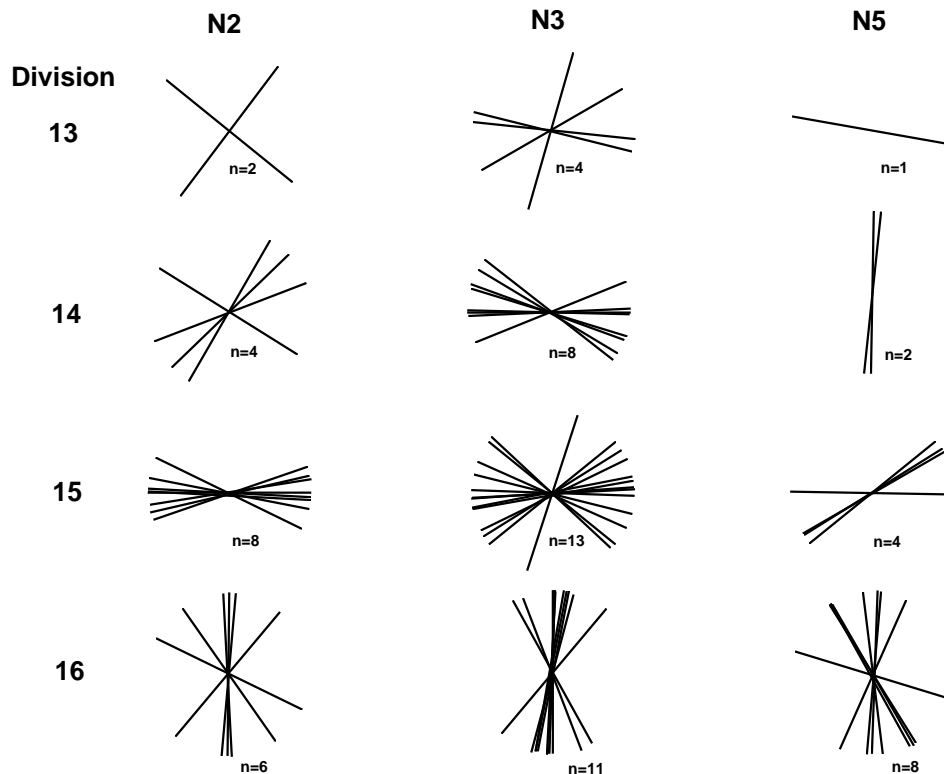 N2 N3 N5
Division
13
n=2 n=4 n=1
14
n=4 n=8 n=2
15
n=8 n=13 n=4
16
n=6 n=11 n=8